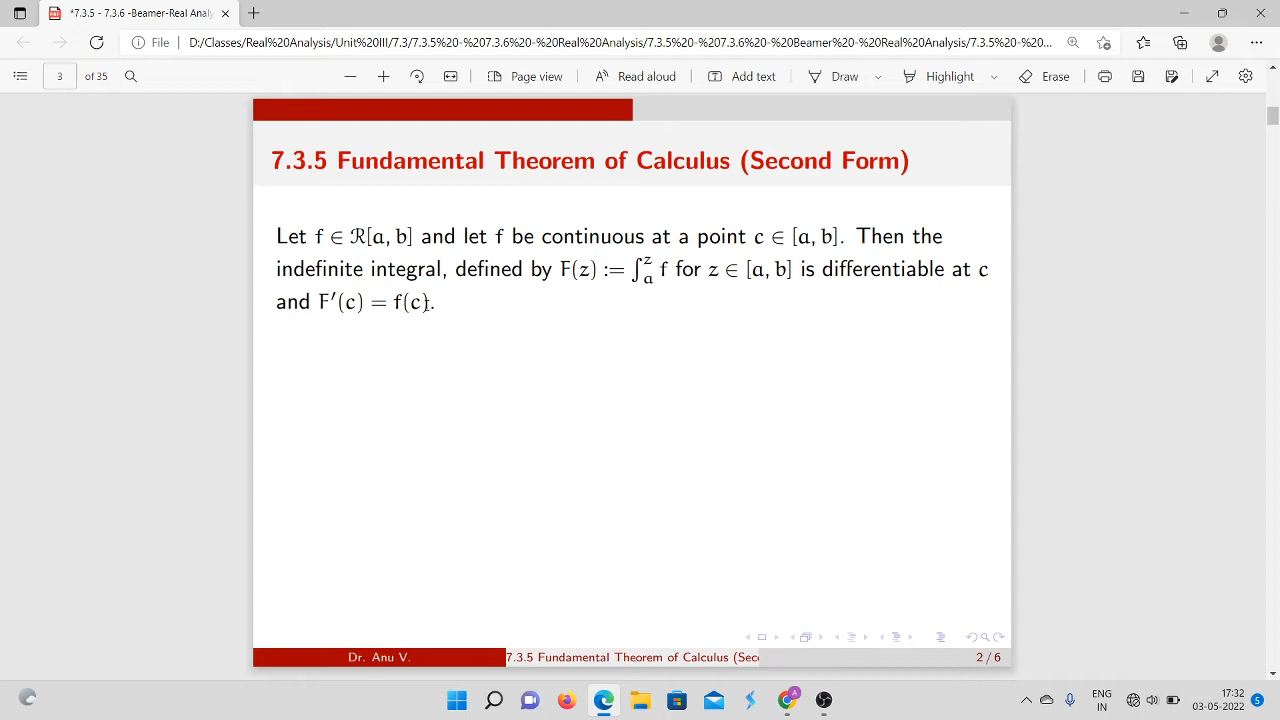 *7.3.5 - 7.3.6 -Beamer-Real Analy
File D:/Classes/Real%20Analysis/Unit%20III/7.3/7.3.5%20-%207.3.6%20-%20Real%20Analysis/7.3.5%20-%207.3.6%20-%20Beamer%20-%20Real%20Analysis/7.3.5%20-%20...
3 of 35 Page view Read aloud Add text Draw Highlight Erase
7.3.5 Fundamental Theorem of Calculus (Second Form)
Let f ∈ ℛ[a, b] and let f be continuous at a point c ∈ [a, b]. Then the
indefinite integral, defined by F(z) := ∫ₐᶻ f for z ∈ [a, b] is differentiable at c
and F′(c) = f(c).
Dr. Anu V. 7.3.5 Fundamental Theorem of Calculus (Seco 2 / 6
ENG 17:32
IN 03-05-2022 5